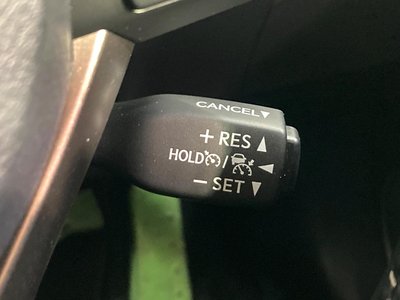 CANCEL▼
+ RES ▲
HOLD / ◄
− SET ▼